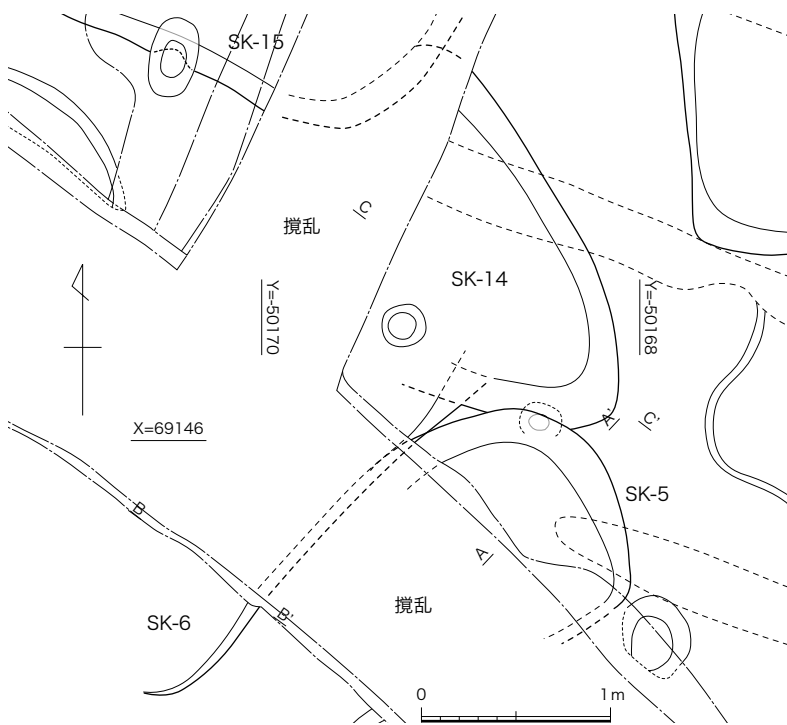 SK-15
C
撹乱
Y=-50170
SK-14
Y=-50168
X=69146
A'
C'
SK-5
B
A
撹乱
B'
SK-6
0
1m